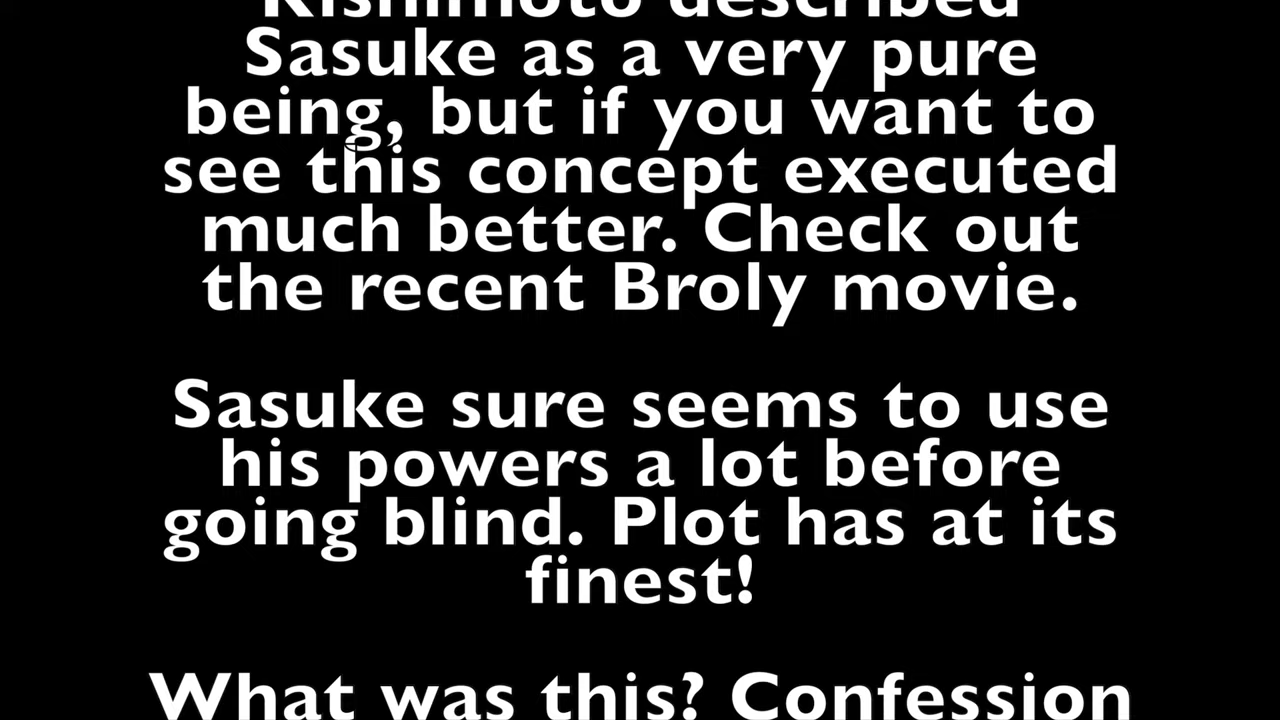 Kishimoto described
Sasuke as a very pure
being, but if you want to
see this concept executed
much better. Check out
the recent Broly movie.
Sasuke sure seems to use
his powers a lot before
going blind. Plot has at its
finest!
What was this? Confession